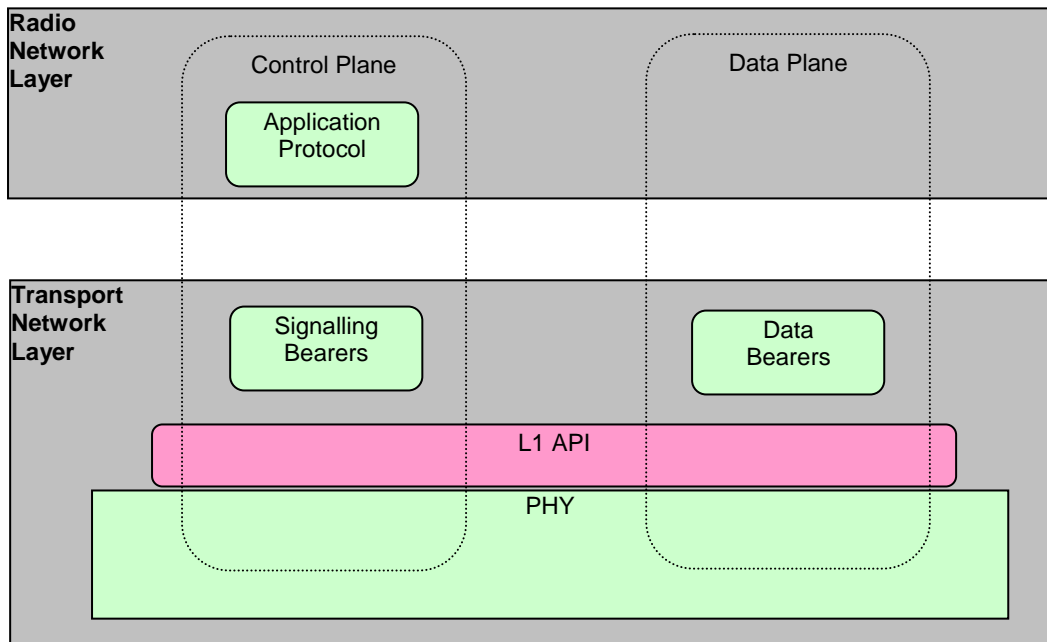 Radio
Network
Layer
Control Plane
Data Plane
Application
Protocol
Transport
Network
Layer
Signalling
Bearers
Data
Bearers
L1 API
PHY